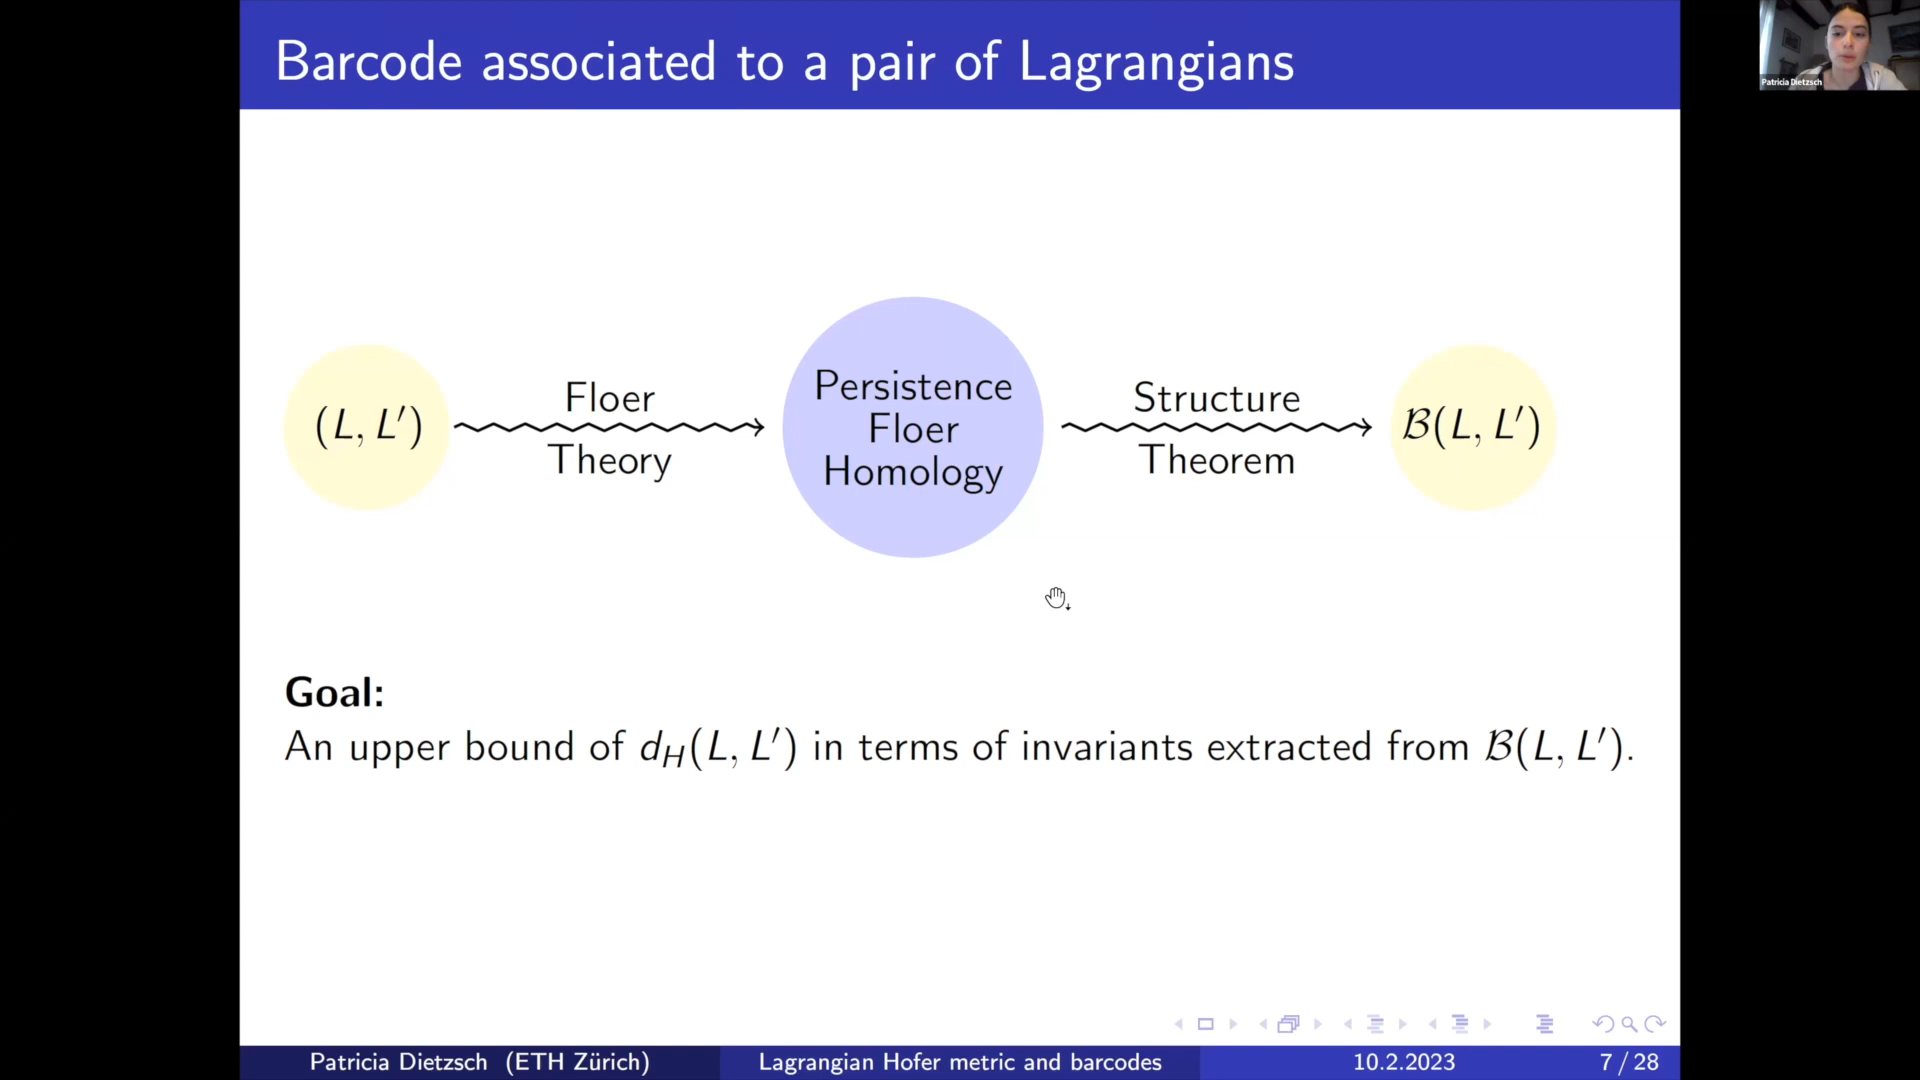 Barcode associated to a pair of Lagrangians
Patricia Dietzsch
(L, L′)
Floer
Theory
Persistence
Floer
Homology
Structure
Theorem
ℬ(L, L′)
Goal:
An upper bound of d_H(L, L′) in terms of invariants extracted from ℬ(L, L′).
Patricia Dietzsch (ETH Zürich) Lagrangian Hofer metric and barcodes 10.2.2023 7 / 28